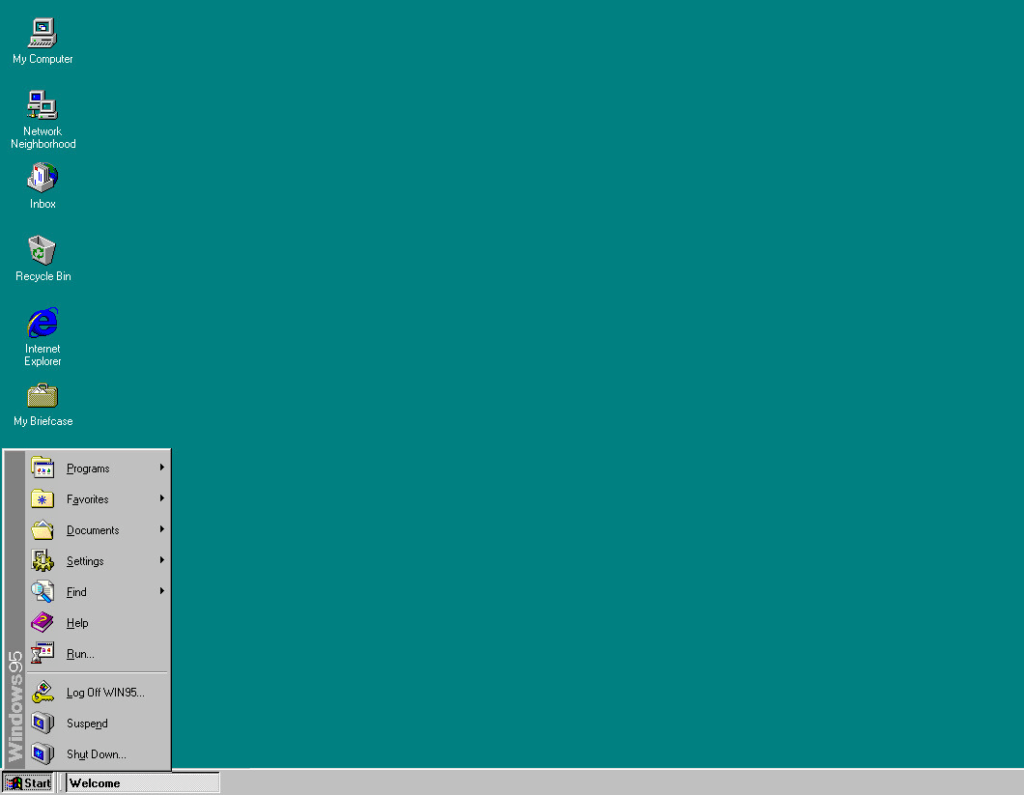 My Computer
Network
Neighborhood
Inbox
Recycle Bin
Internet
Explorer
My Briefcase
Programs
Favorites
Documents
Settings
Find
Help
Run...
Log Off WIN95...
Suspend
Shut Down...
Windows95
Start
Welcome